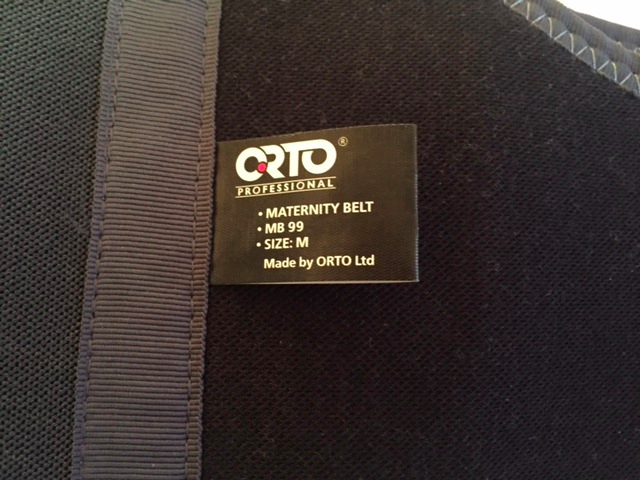 ORTO®
PROFESSIONAL
• MATERNITY BELT
• MB 99
• SIZE: M
Made by ORTO Ltd